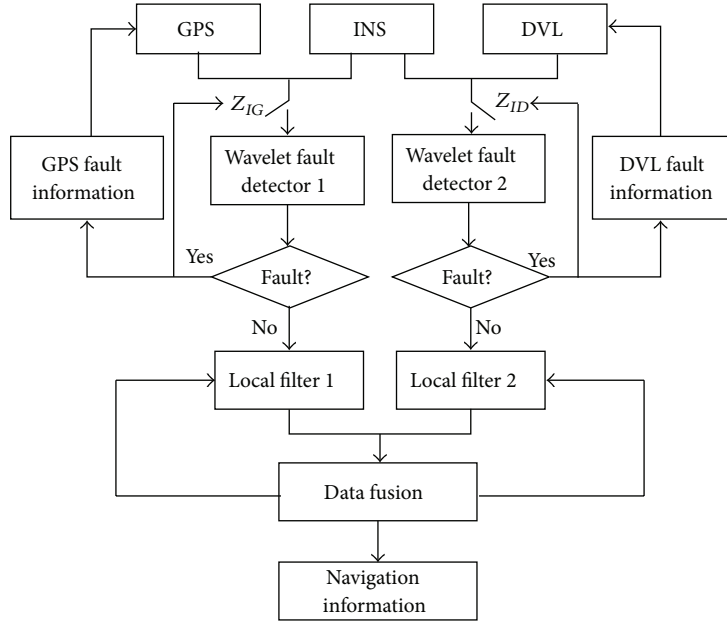 GPS
INS
DVL
Z_IG
Z_ID
GPS fault
information
Wavelet fault
detector 1
Wavelet fault
detector 2
DVL fault
information
Yes
Fault?
Fault?
Yes
No
No
Local filter 1
Local filter 2
Data fusion
Navigation
information